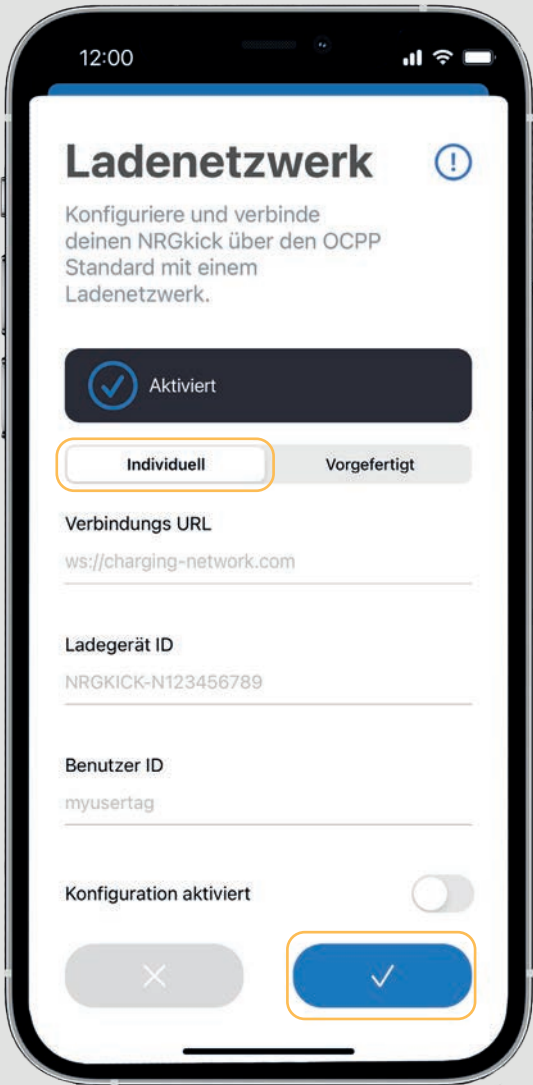 12:00
Ladenetzwerk
Konfiguriere und verbinde
deinen NRGkick über den OCPP
Standard mit einem
Ladenetzwerk.
Aktiviert
Individuell Vorgefertigt
Verbindungs URL
ws://charging-network.com
Ladegerät ID
NRGKICK-N123456789
Benutzer ID
myusertag
Konfiguration aktiviert